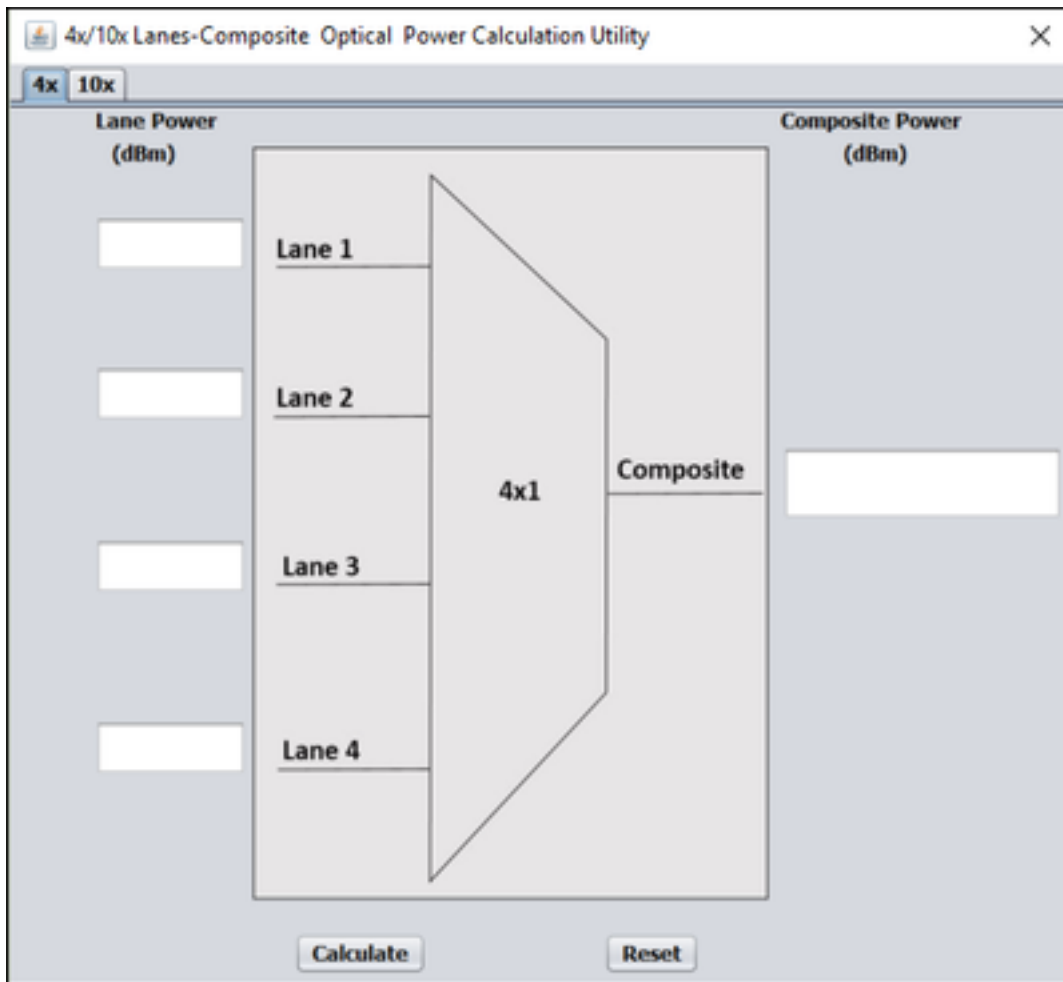 4x/10x Lanes-Composite Optical Power Calculation Utility
4x 10x
Lane Power
(dBm)
Composite Power
(dBm)
Lane 1
Lane 2
Lane 3
Lane 4
4x1
Composite
Calculate
Reset